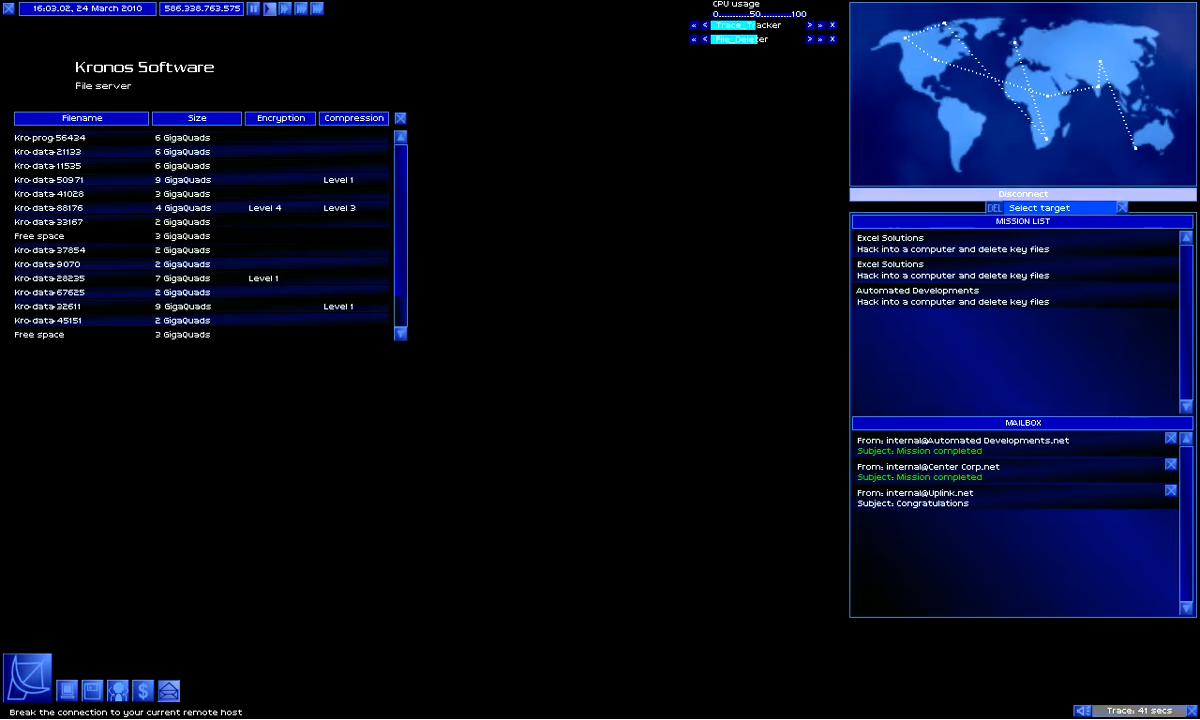 16:03.02, 24 March 2010
586.338.763.575
CPU usage
0..........50..........100
« < Trace_Tracker > » x
« < File_Deleter > » x
Kronos Software
File server
Filename Size Encryption Compression
Kro-prog-56434 6 GigaQuads
Kro-data-21133 6 GigaQuads
Kro-data-11535 6 GigaQuads
Kro-data-50971 9 GigaQuads Level 1
Kro-data-41028 3 GigaQuads
Kro-data-88176 4 GigaQuads Level 4 Level 3
Kro-data-33167 2 GigaQuads
Free space 3 GigaQuads
Kro-data-37854 2 GigaQuads
Kro-data-9070 2 GigaQuads
Kro-data-28235 7 GigaQuads Level 1
Kro-data-67625 2 GigaQuads
Kro-data-32611 9 GigaQuads Level 1
Kro-data-45151 2 GigaQuads
Free space 3 GigaQuads
Disconnect
DEL Select target
MISSION LIST
Excel Solutions
Hack into a computer and delete key files
Excel Solutions
Hack into a computer and delete key files
Automated Developments
Hack into a computer and delete key files
MAILBOX
From: internal@Automated Developments.net
Subject: Mission completed
From: internal@Center Corp.net
Subject: Mission completed
From: internal@Uplink.net
Subject: Congratulations
$
Break the connection to your current remote host
Trace: 41 secs